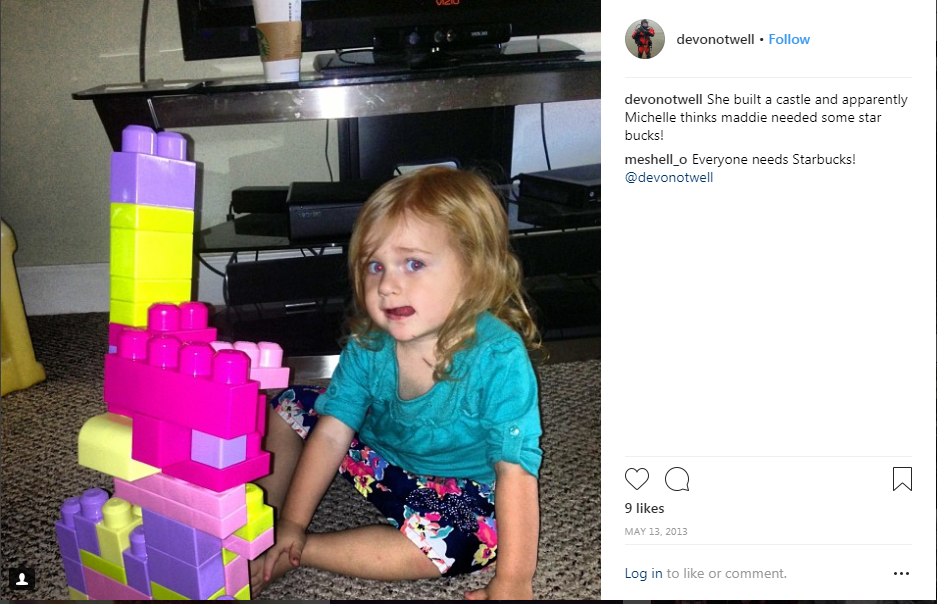 VIZIO
devonotwell • Follow
devonotwell She built a castle and apparently
Michelle thinks maddie needed some star
bucks!
meshell_o Everyone needs Starbucks!
@devonotwell
9 likes
MAY 13, 2013
Log in to like or comment.